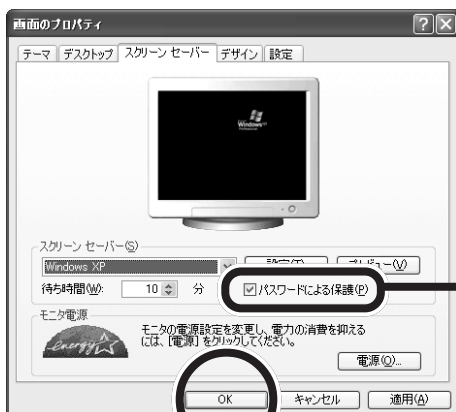 画面のプロパティ
テーマ デスクトップ スクリーン セーバー デザイン 設定
Windows xp
Professional
スクリーン セーバー(S)
Windows XP 設定(T) プレビュー(V)
待ち時間(W): 10 分 パスワードによる保護(P)
モニタ電源
energy
モニタの電源設定を変更し、電力の消費を抑える
には、[電源] をクリックしてください。
電源(O)...
OK キャンセル 適用(A)